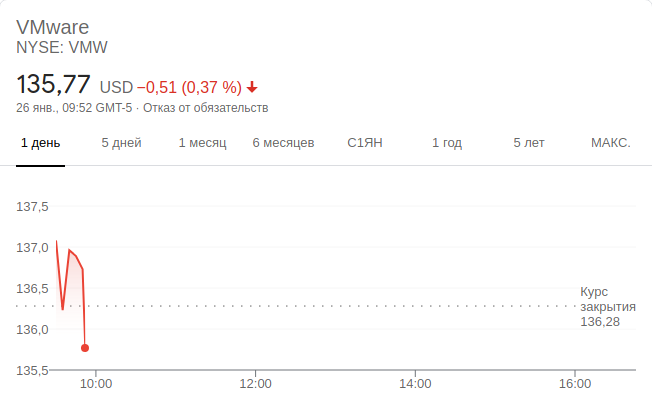 VMware
NYSE: VMW
135,77 USD −0,51 (0,37 %)
26 янв., 09:52 GMT-5 · Отказ от обязательств
1 день 5 дней 1 месяц 6 месяцев С1ЯН 1 год 5 лет МАКС.
137,5
137,0
136,5
136,0
135,5
Курс
закрытия
136,28
10:00 12:00 14:00 16:00